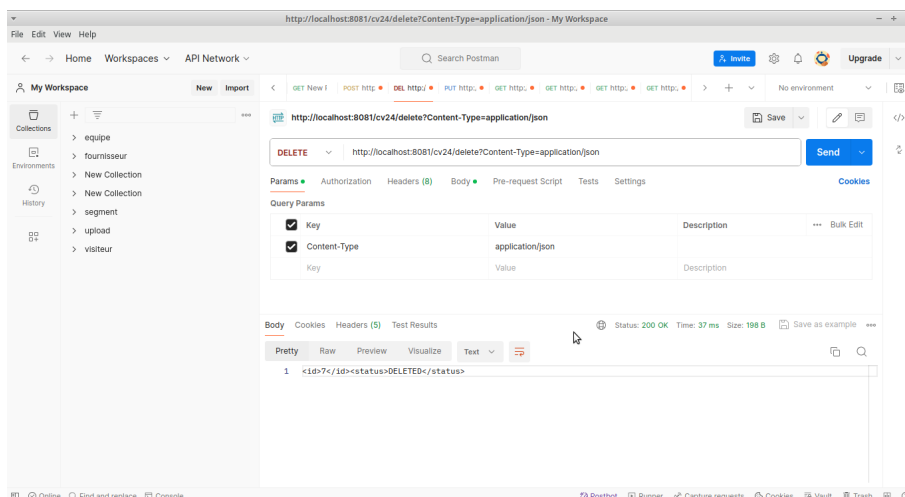 http://localhost:8081/cv24/delete?Content-Type=application/json - My Workspace
File Edit View Help
Home Workspaces API Network Search Postman Invite Upgrade
My Workspace New Import GET New I POST http DEL http:/ PUT http:, GET http:, GET http:, GET http:, GET http:, No environment
Collections
Environments
History
equipe
fournisseur
New Collection
New Collection
segment
upload
visiteur
http://localhost:8081/cv24/delete?Content-Type=application/json Save
DELETE http://localhost:8081/cv24/delete?Content-Type=application/json Send
Params Authorization Headers (8) Body Pre-request Script Tests Settings Cookies
Query Params
Key Value Description Bulk Edit
Content-Type application/json
Key Value Description
Body Cookies Headers (5) Test Results Status: 200 OK Time: 37 ms Size: 198 B Save as example
Pretty Raw Preview Visualize Text
1 <id>7</id><status>DELETED</status>
Online Find and replace Console Postbot Runner Capture requests Cookies Vault Trash